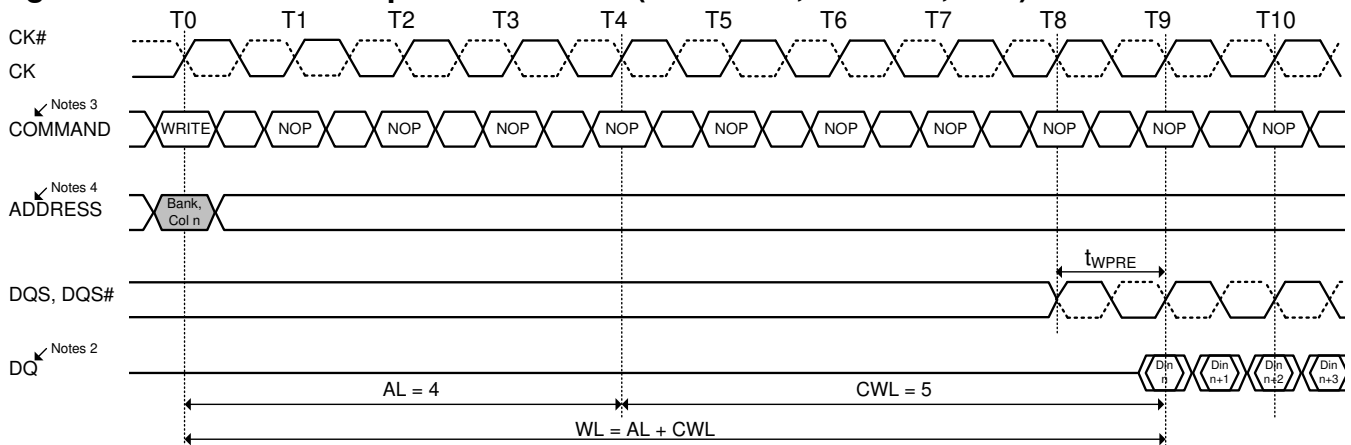 T0 T1 T2 T3 T4 T5 T6 T7 T8 T9 T10
CK#
CK
Notes 3
COMMAND WRITE NOP NOP NOP NOP NOP NOP NOP NOP NOP NOP
Notes 4
ADDRESS
Bank,
Col n
tWPRE
DQS, DQS#
Notes 2
DQ
Din n
Din n+1
Din n+2
Din n+3
AL = 4 CWL = 5
WL = AL + CWL